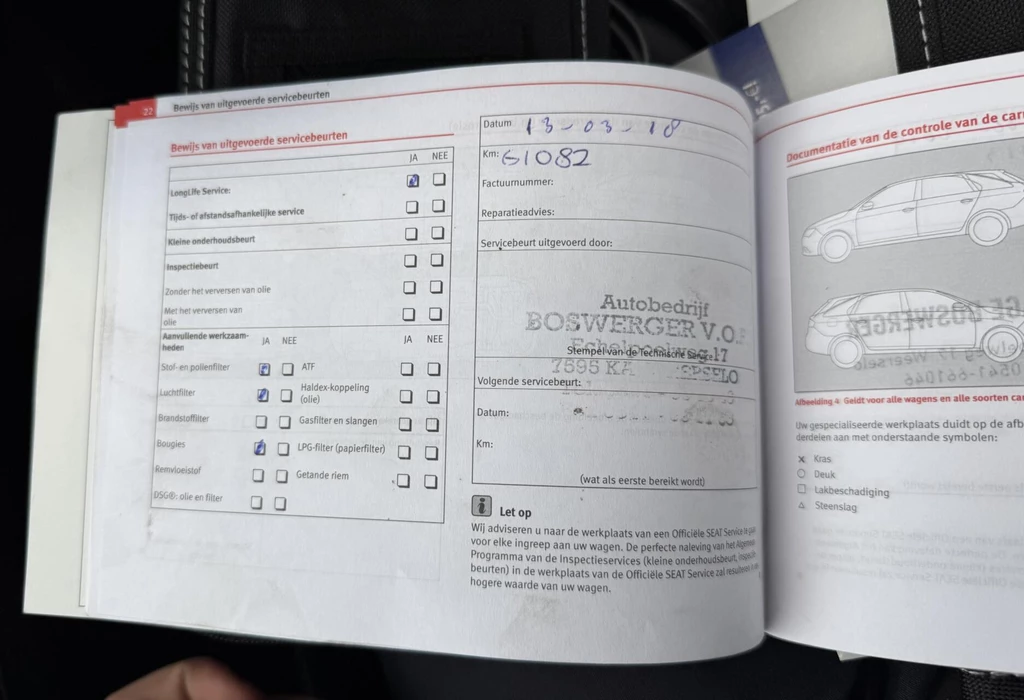 22
Bewijs van uitgevoerde servicebeurten
Bewijs van uitgevoerde servicebeurten
JA NEE
LongLife Service:
Tijds- of afstandsafhankelijke service
Kleine onderhoudsbeurt
Inspectiebeurt
Zonder het verversen van olie
Met het verversen van
olie
Aanvullende werkzaam-
heden
JA NEE
JA NEE
Stof- en pollenfilter
ATF
Luchtfilter
Haldex-koppeling
(olie)
Brandstoffilter
Gasfilter en slangen
Bougies
LPG-filter (papierfilter)
Remvloeistof
Getande riem
DSG®: olie en filter
Datum 13-03-18
Km: 61082
Factuurnummer:
Reparatieadvies:
Servicebeurt uitgevoerd door:
Autobedrijf
BOSWERGER V.O.
17
Stempel van de Technische Service
7595 KA
Volgende servicebeurt:
Datum:
Km:
(wat als eerste bereikt wordt)
Let op
Wij adviseren u naar de werkplaats van een Officiële SEAT Service te gaan
voor elke ingreep aan uw wagen. De perfecte naleving van het Algemeen
Programma van de Inspectieservices (kleine onderhoudsbeurt, inspectie
beurten) in de werkplaats van de Officiële SEAT Service zal resulteren in
hogere waarde van uw wagen.
Documentatie van de controle van de
Afbeelding 4 Geldt voor alle wagens en alle soorten
Uw gespecialiseerde werkplaats duidt op de
derdelen aan met onderstaande symbolen:
x Kras
○ Deuk
□ Lakbeschadiging
△ Steenslag